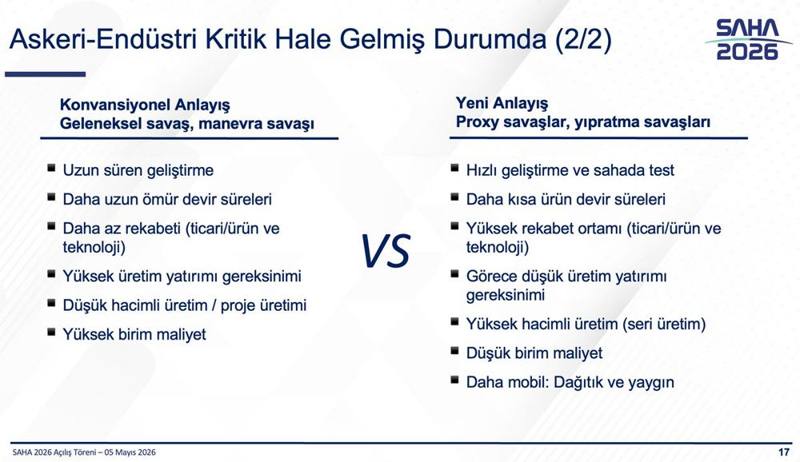 Askeri-Endüstri Kritik Hale Gelmiş Durumda (2/2)
SAHA
2026
Konvansiyonel Anlayış
Geleneksel savaş, manevra savaşı
Uzun süren geliştirme
Daha uzun ömür devir süreleri
Daha az rekabeti (ticari/ürün ve
teknoloji)
Yüksek üretim yatırımı gereksinimi
Düşük hacimli üretim / proje üretimi
Yüksek birim maliyet
VS
Yeni Anlayış
Proxy savaşlar, yıpratma savaşları
Hızlı geliştirme ve sahada test
Daha kısa ürün devir süreleri
Yüksek rekabet ortamı (ticari/ürün ve
teknoloji)
Görece düşük üretim yatırımı
gereksinimi
Yüksek hacimli üretim (seri üretim)
Düşük birim maliyet
Daha mobil: Dağıtık ve yaygın
SAHA 2026 Açılış Töreni – 05 Mayıs 2026
17